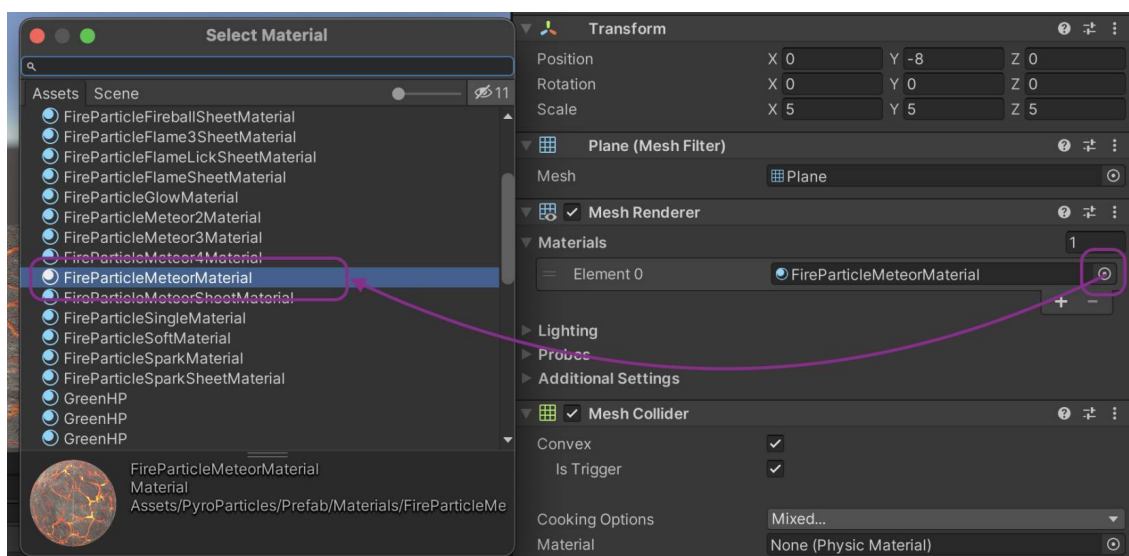 Select Material
Assets Scene 11
FireParticleFireballSheetMaterial
FireParticleFlame3SheetMaterial
FireParticleFlameLickSheetMaterial
FireParticleFlameSheetMaterial
FireParticleGlowMaterial
FireParticleMeteor2Material
FireParticleMeteor3Material
FireParticleMeteor4Material
FireParticleMeteorMaterial
FireParticleMeteorSheetMaterial
FireParticleSingleMaterial
FireParticleSoftMaterial
FireParticleSparkMaterial
FireParticleSparkSheetMaterial
GreenHP
GreenHP
GreenHP
FireParticleMeteorMaterial
Material
Assets/PyroParticles/Prefab/Materials/FireParticleMe
Transform
Position X 0 Y -8 Z 0
Rotation X 0 Y 0 Z 0
Scale X 5 Y 5 Z 5
Plane (Mesh Filter)
Mesh Plane
Mesh Renderer
Materials 1
Element 0 FireParticleMeteorMaterial
+ -
Lighting
Probes
Additional Settings
Mesh Collider
Convex
Is Trigger
Cooking Options Mixed...
Material None (Physic Material)